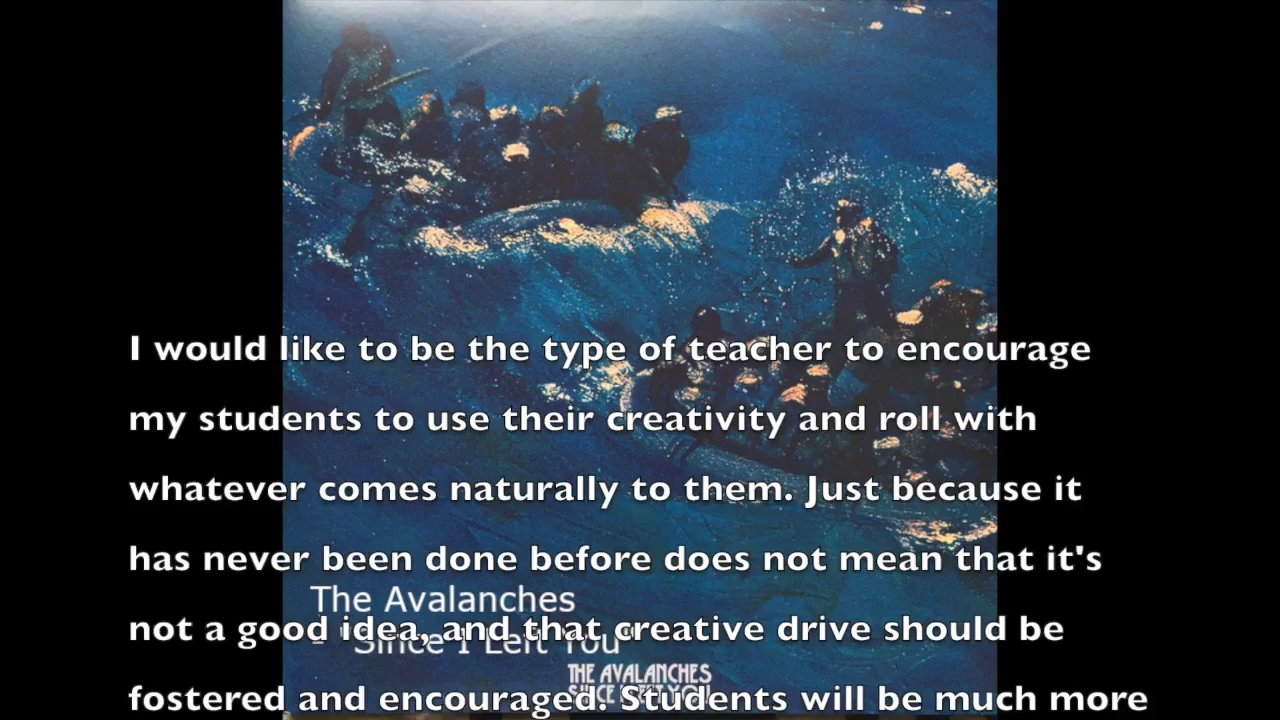 I would like to be the type of teacher to encourage
my students to use their creativity and roll with
whatever comes naturally to them. Just because it
has never been done before does not mean that it's
The Avalanches
not a good idea, and that creative drive should be
- "Since I Left You"
THE AVALANCHES
SINCE I LEFT YOU
fostered and encouraged. Students will be much more